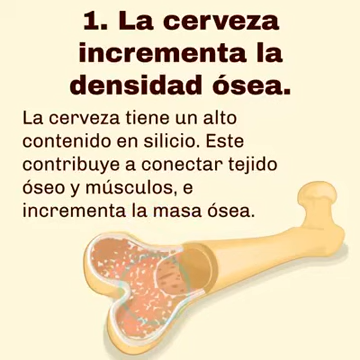 1. La cerveza
incrementa la
densidad ósea.
La cerveza tiene un alto
contenido en silicio. Este
contribuye a conectar tejido
óseo y músculos, e
incrementa la masa ósea.